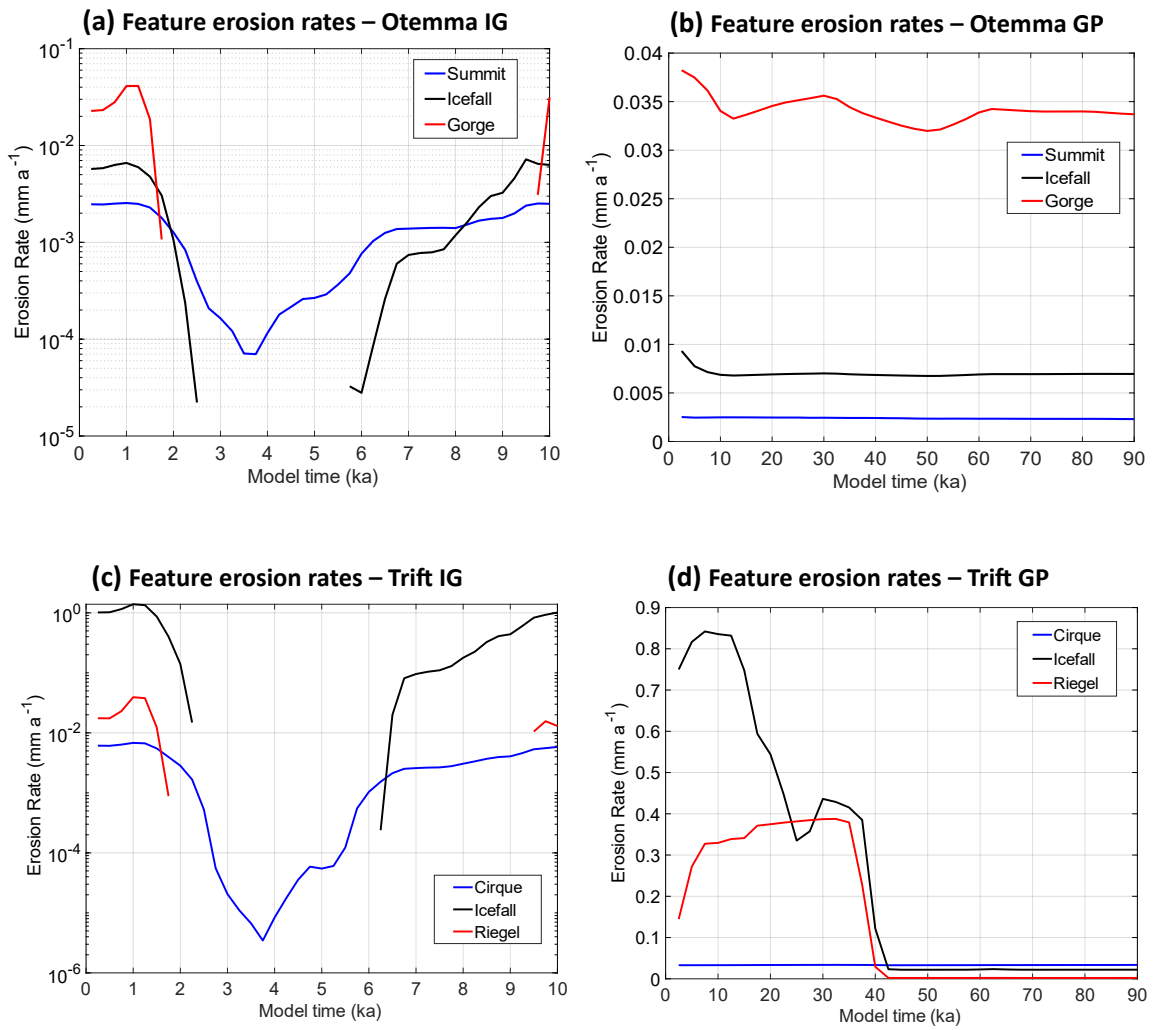 (a) Feature erosion rates – Otemma IG
10^-1
10^-2
10^-3
10^-4
10^-5
Erosion Rate (mm a^-1)
Summit
Icefall
Gorge
0 1 2 3 4 5 6 7 8 9 10
Model time (ka)
(b) Feature erosion rates – Otemma GP
0.04
0.035
0.03
0.025
0.02
0.015
0.01
0.005
0
Erosion Rate (mm a^-1)
Summit
Icefall
Gorge
0 10 20 30 40 50 60 70 80 90
Model time (ka)
(c) Feature erosion rates – Trift IG
10^0
10^-2
10^-4
10^-6
Erosion Rate (mm a^-1)
Cirque
Icefall
Riegel
0 1 2 3 4 5 6 7 8 9 10
Model time (ka)
(d) Feature erosion rates – Trift GP
0.9
0.8
0.7
0.6
0.5
0.4
0.3
0.2
0.1
0
Erosion Rate (mm a^-1)
Cirque
Icefall
Riegel
0 10 20 30 40 50 60 70 80 90
Model time (ka)